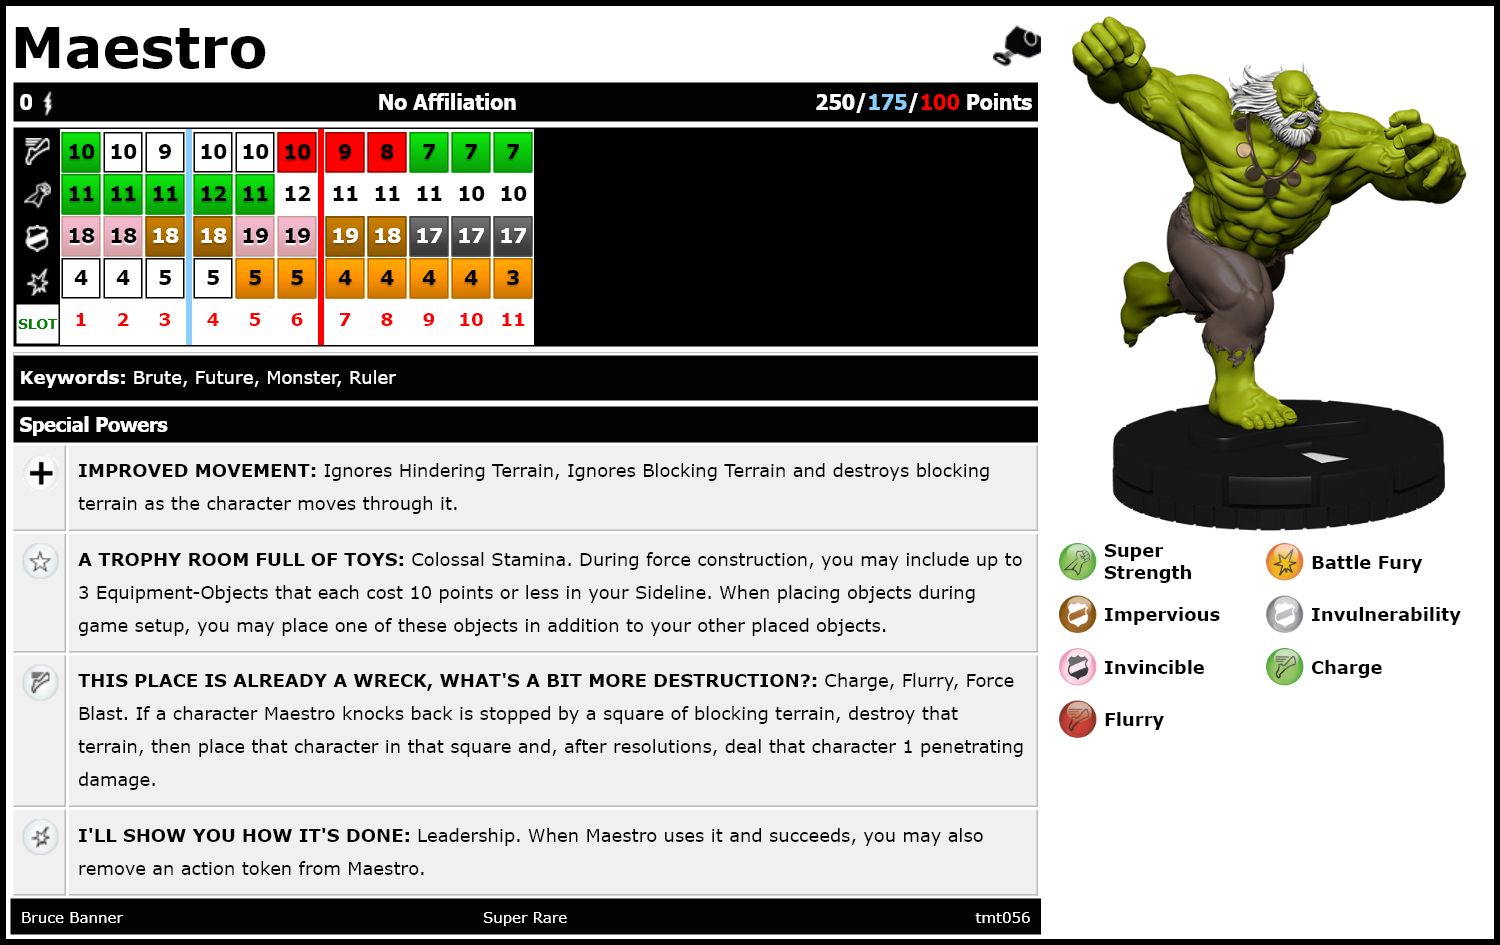 Maestro
0 No Affiliation 250/175/100 Points
10 10 9 10 10 10 9 8 7 7 7
11 11 11 12 11 12 11 11 11 10 10
18 18 18 18 19 19 19 18 17 17 17
4 4 5 5 5 5 4 4 4 4 3
SLOT 1 2 3 4 5 6 7 8 9 10 11
Keywords: Brute, Future, Monster, Ruler
Special Powers
IMPROVED MOVEMENT: Ignores Hindering Terrain, Ignores Blocking Terrain and destroys blocking
terrain as the character moves through it.
A TROPHY ROOM FULL OF TOYS: Colossal Stamina. During force construction, you may include up to
3 Equipment-Objects that each cost 10 points or less in your Sideline. When placing objects during
game setup, you may place one of these objects in addition to your other placed objects.
THIS PLACE IS ALREADY A WRECK, WHAT'S A BIT MORE DESTRUCTION?: Charge, Flurry, Force
Blast. If a character Maestro knocks back is stopped by a square of blocking terrain, destroy that
terrain, then place that character in that square and, after resolutions, deal that character 1 penetrating
damage.
I'LL SHOW YOU HOW IT'S DONE: Leadership. When Maestro uses it and succeeds, you may also
remove an action token from Maestro.
Bruce Banner Super Rare tmt056
Super
Strength
Battle Fury
Impervious
Invulnerability
Invincible
Charge
Flurry